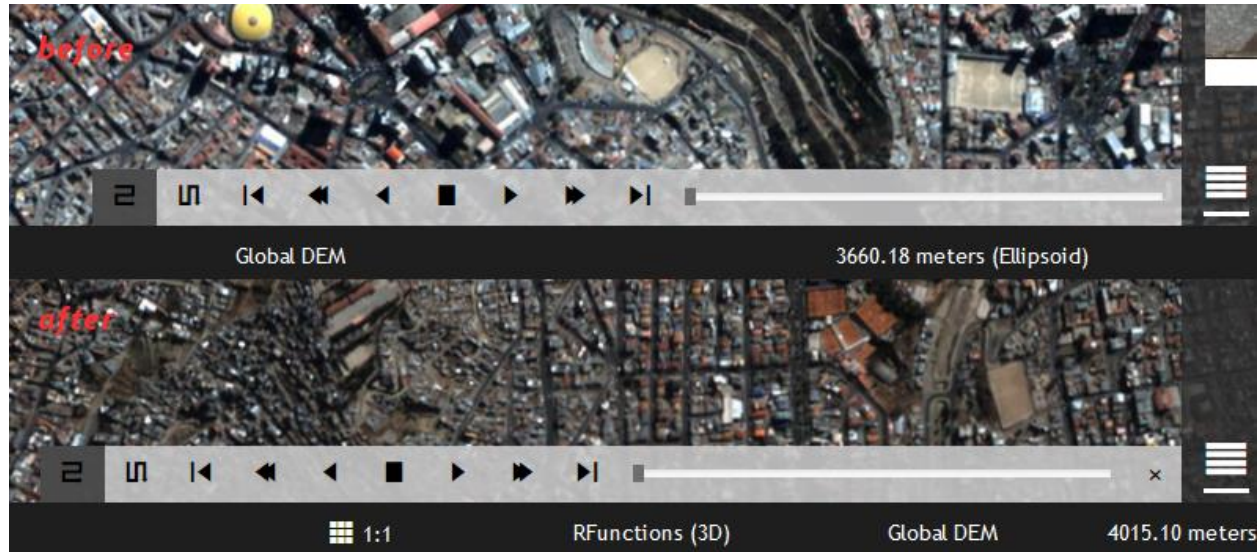 before
Global DEM 3660.18 meters (Ellipsoid)
after
×
1:1 RFunctions (3D) Global DEM 4015.10 meters